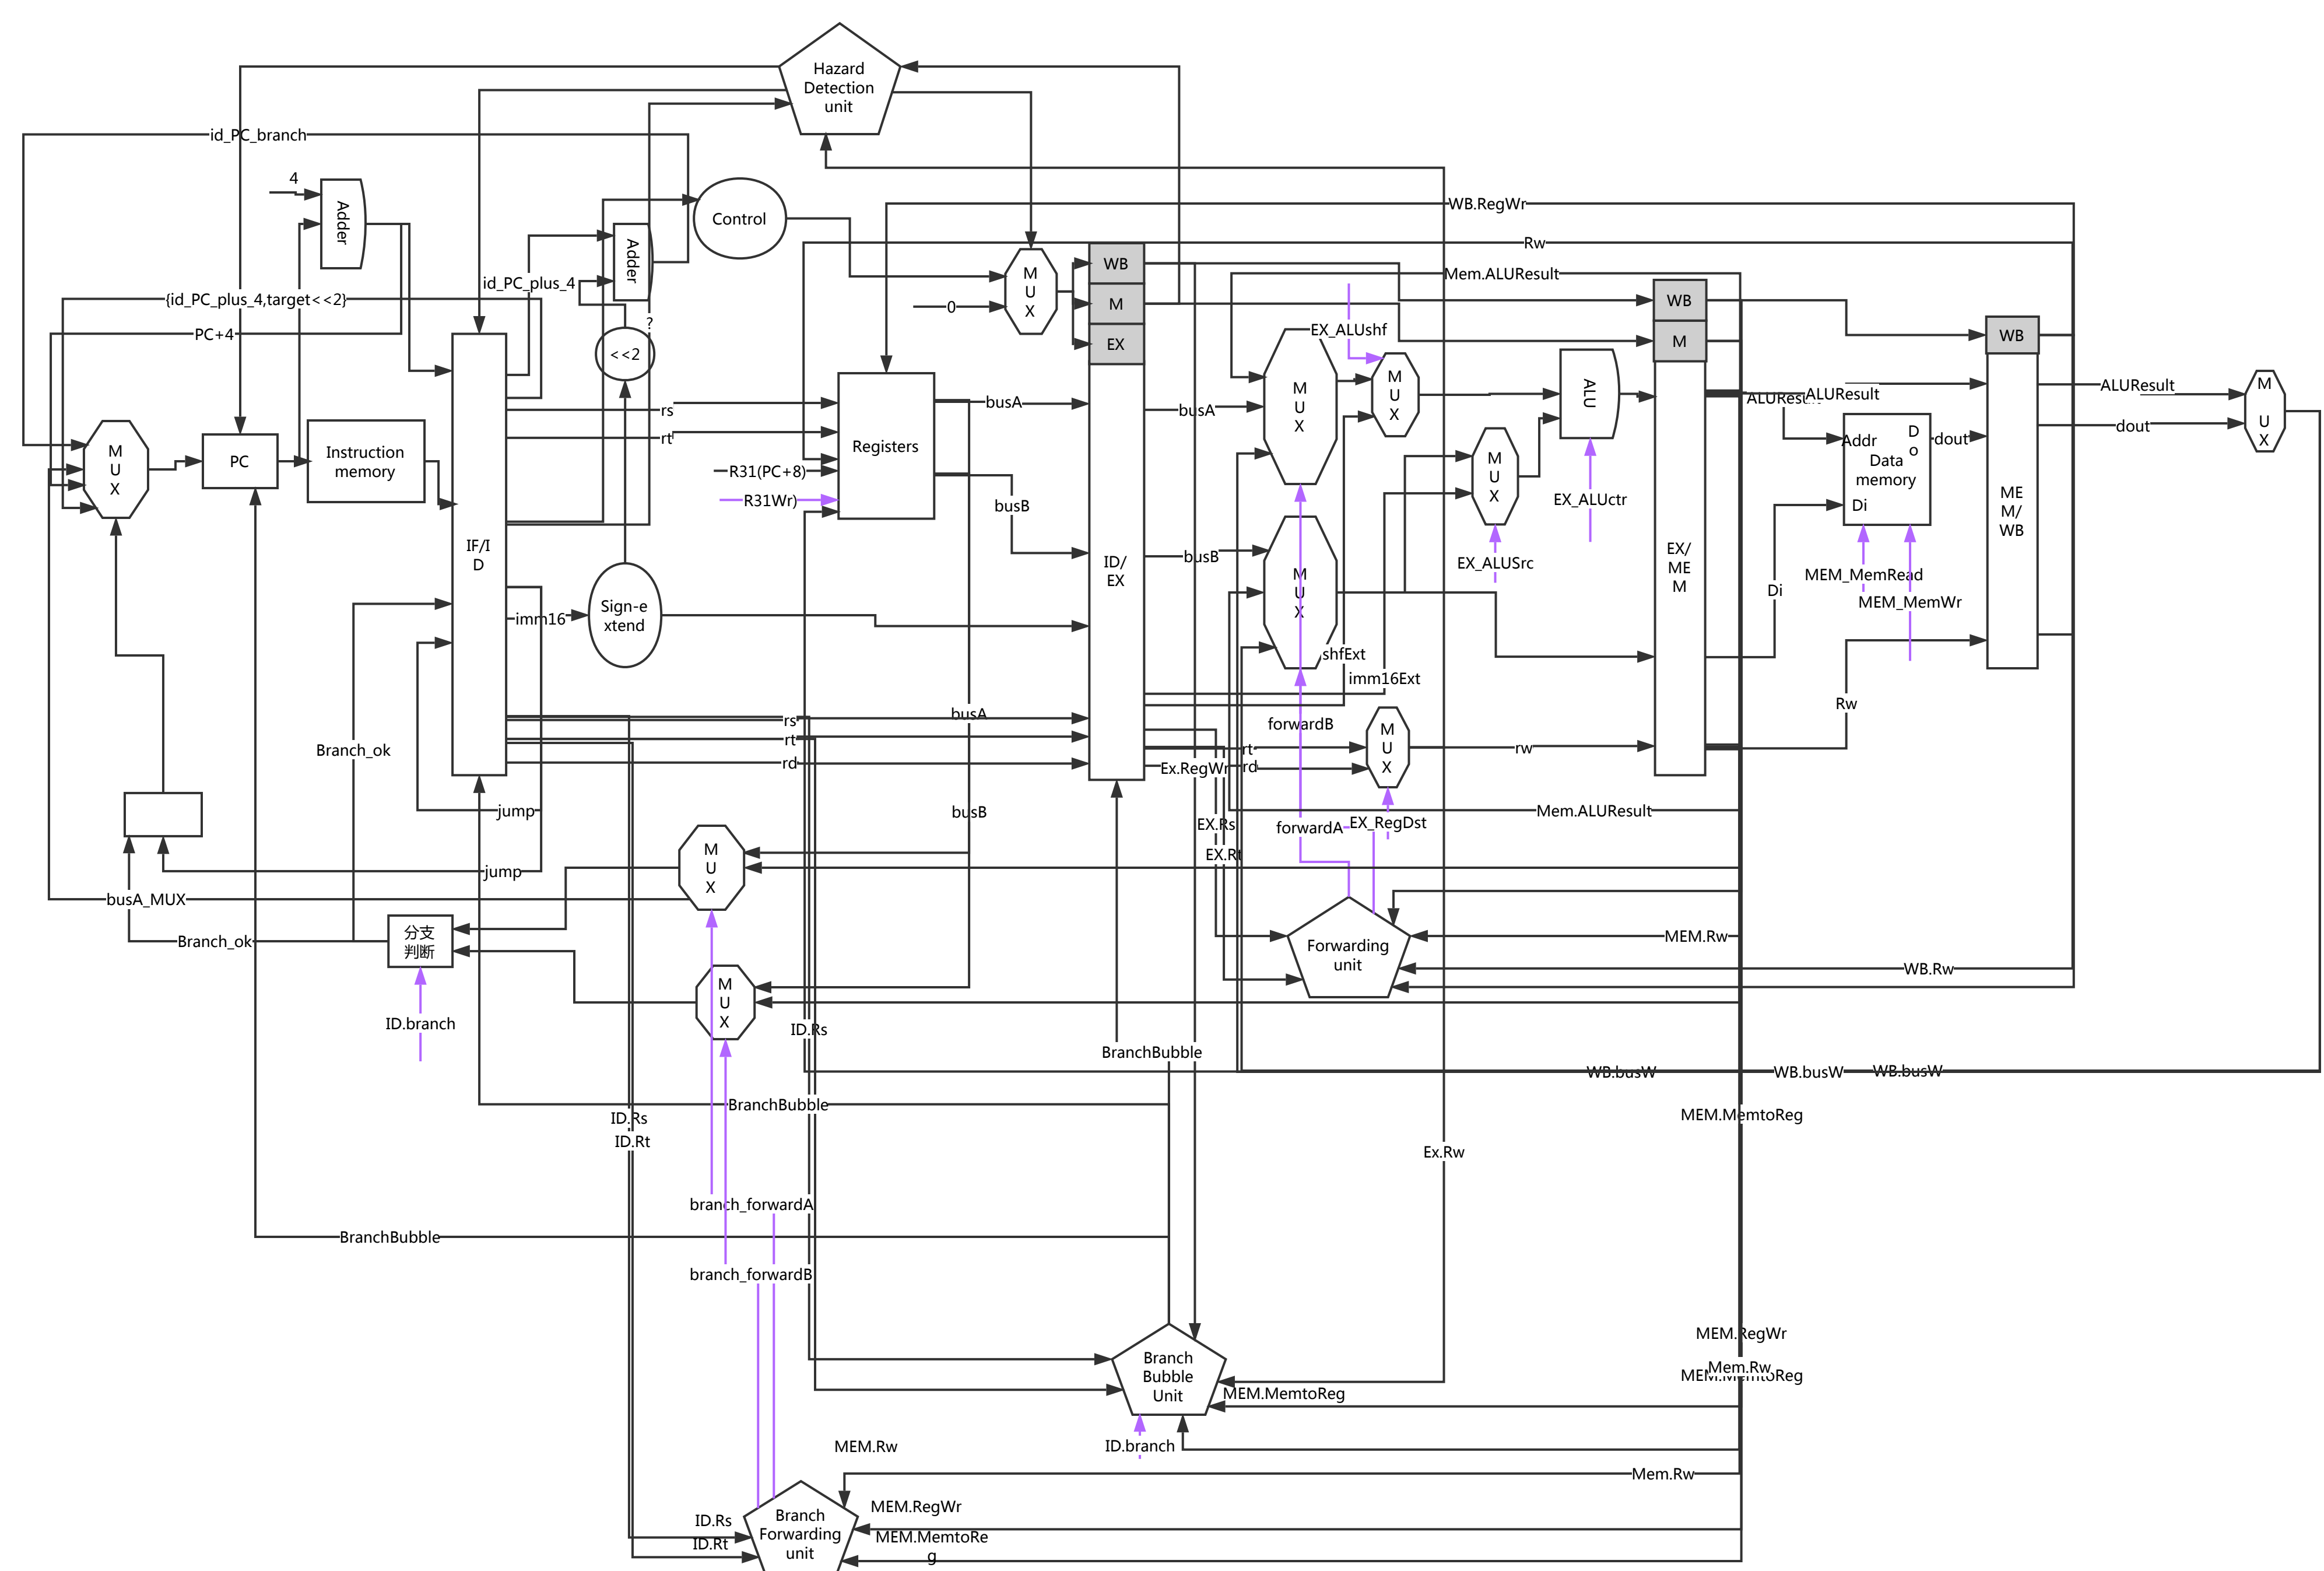 Hazard
Detection
unit
id_PC_branch
4
Adder
Control
WB.RegWr
Rw
Adder
id_PC_plus_4
{id_PC_plus_4,target<<2}
PC+4
?
<<2
0
M
U
X
WB
M
EX
Mem.ALUResult
EX_ALUshf
WB
M
WB
M
U
X
PC
Instruction
memory
IF/I
D
rs
rt
R31(PC+8)
R31Wr)
Registers
busA
busB
busA
busB
ID/
EX
M
U
X
M
U
X
M
U
X
M
U
X
ALU
EX_ALUctr
EX_ALUSrc
ALUResult
ALUResult
Addr
D
o
Data
memory
Di
dout
ALUResult
dout
M
U
X
EX/
ME
M
ME
M/
WB
MEM_MemRead
MEM_MemWr
Di
Rw
imm16
Sign-e
xtend
shfExt
imm16Ext
forwardB
rs
rt
rd
busA
Branch_ok
rt
rd
Ex.RegWr
M
U
X
rw
jump
busB
EX.Rs
forwardA
EX_RegDst
Mem.ALUResult
EX.Rt
M
U
X
jump
busA_MUX
Branch_ok
分支
判断
Forwarding
unit
MEM.Rw
WB.Rw
M
U
X
ID.branch
ID.Rs
BranchBubble
WB.busW
WB.busW
WB.busW
BranchBubble
ID.Rs
ID.Rt
MEM.MemtoReg
Ex.Rw
branch_forwardA
BranchBubble
branch_forwardB
MEM.RegWr
Mem.Rw
MEM.MemtoReg
Branch
Bubble
Unit
MEM.MemtoReg
ID.branch
MEM.Rw
Mem.Rw
Branch
Forwarding
unit
MEM.RegWr
ID.Rs
ID.Rt
MEM.MemtoRe
g